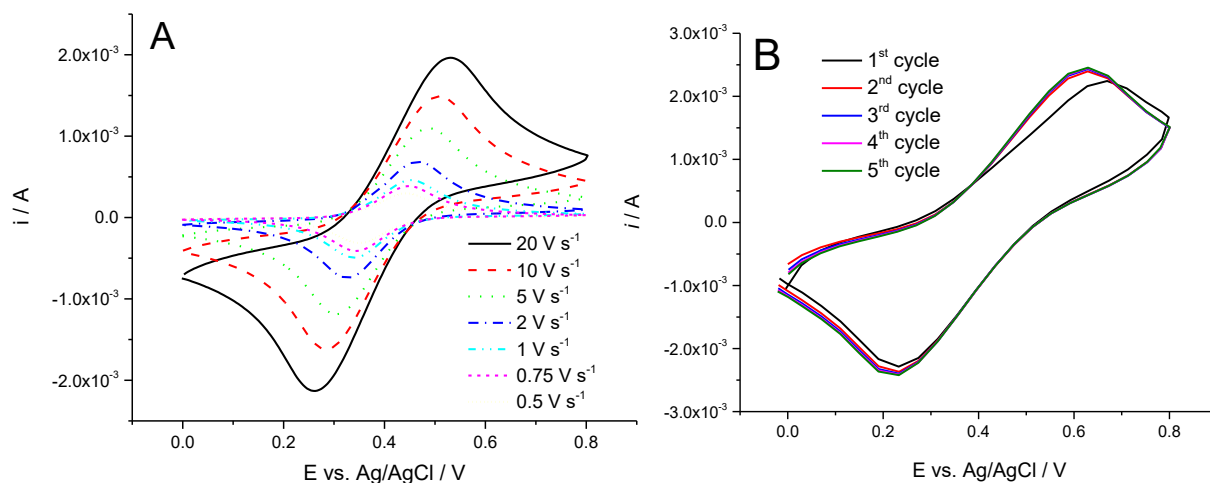 A
2.0x10⁻³
1.0x10⁻³
0.0
-1.0x10⁻³
-2.0x10⁻³
i / A
20 V s⁻¹
10 V s⁻¹
5 V s⁻¹
2 V s⁻¹
1 V s⁻¹
0.75 V s⁻¹
0.5 V s⁻¹
0.0 0.2 0.4 0.6 0.8
E vs. Ag/AgCl / V
B
3.0x10⁻³
2.0x10⁻³
1.0x10⁻³
0.0
-1.0x10⁻³
-2.0x10⁻³
-3.0x10⁻³
i / A
1ˢᵗ cycle
2ⁿᵈ cycle
3ʳᵈ cycle
4ᵗʰ cycle
5ᵗʰ cycle
0.0 0.2 0.4 0.6 0.8
E vs. Ag/AgCl / V